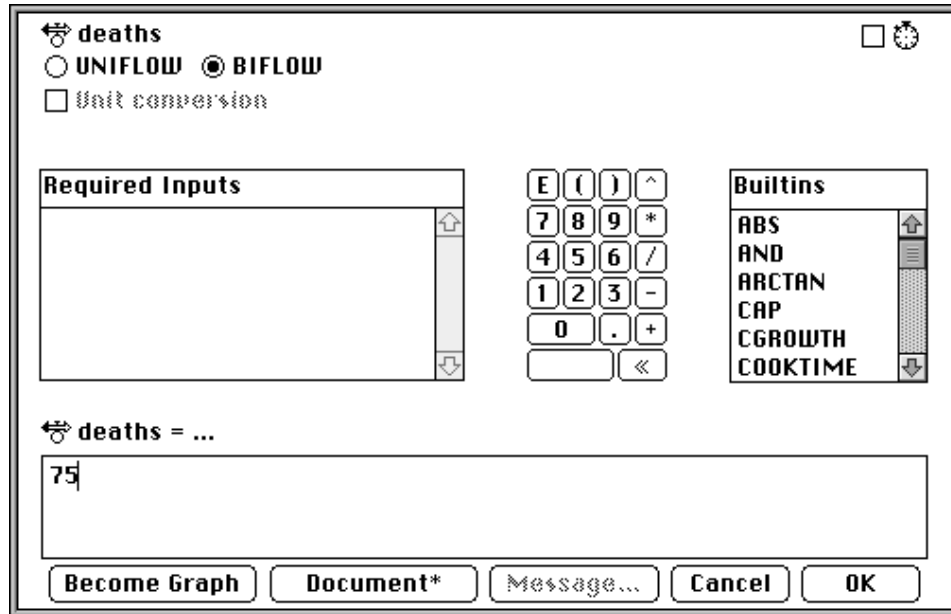 deaths
UNIFLOW BIFLOW
Unit conversion
Required Inputs
E ( ) ^
7 8 9 *
4 5 6 /
1 2 3 -
0 . +
«
Builtins
ABS
AND
ARCTAN
CAP
CGROWTH
COOKTIME
deaths = ...
75
Become Graph Document* Message... Cancel OK